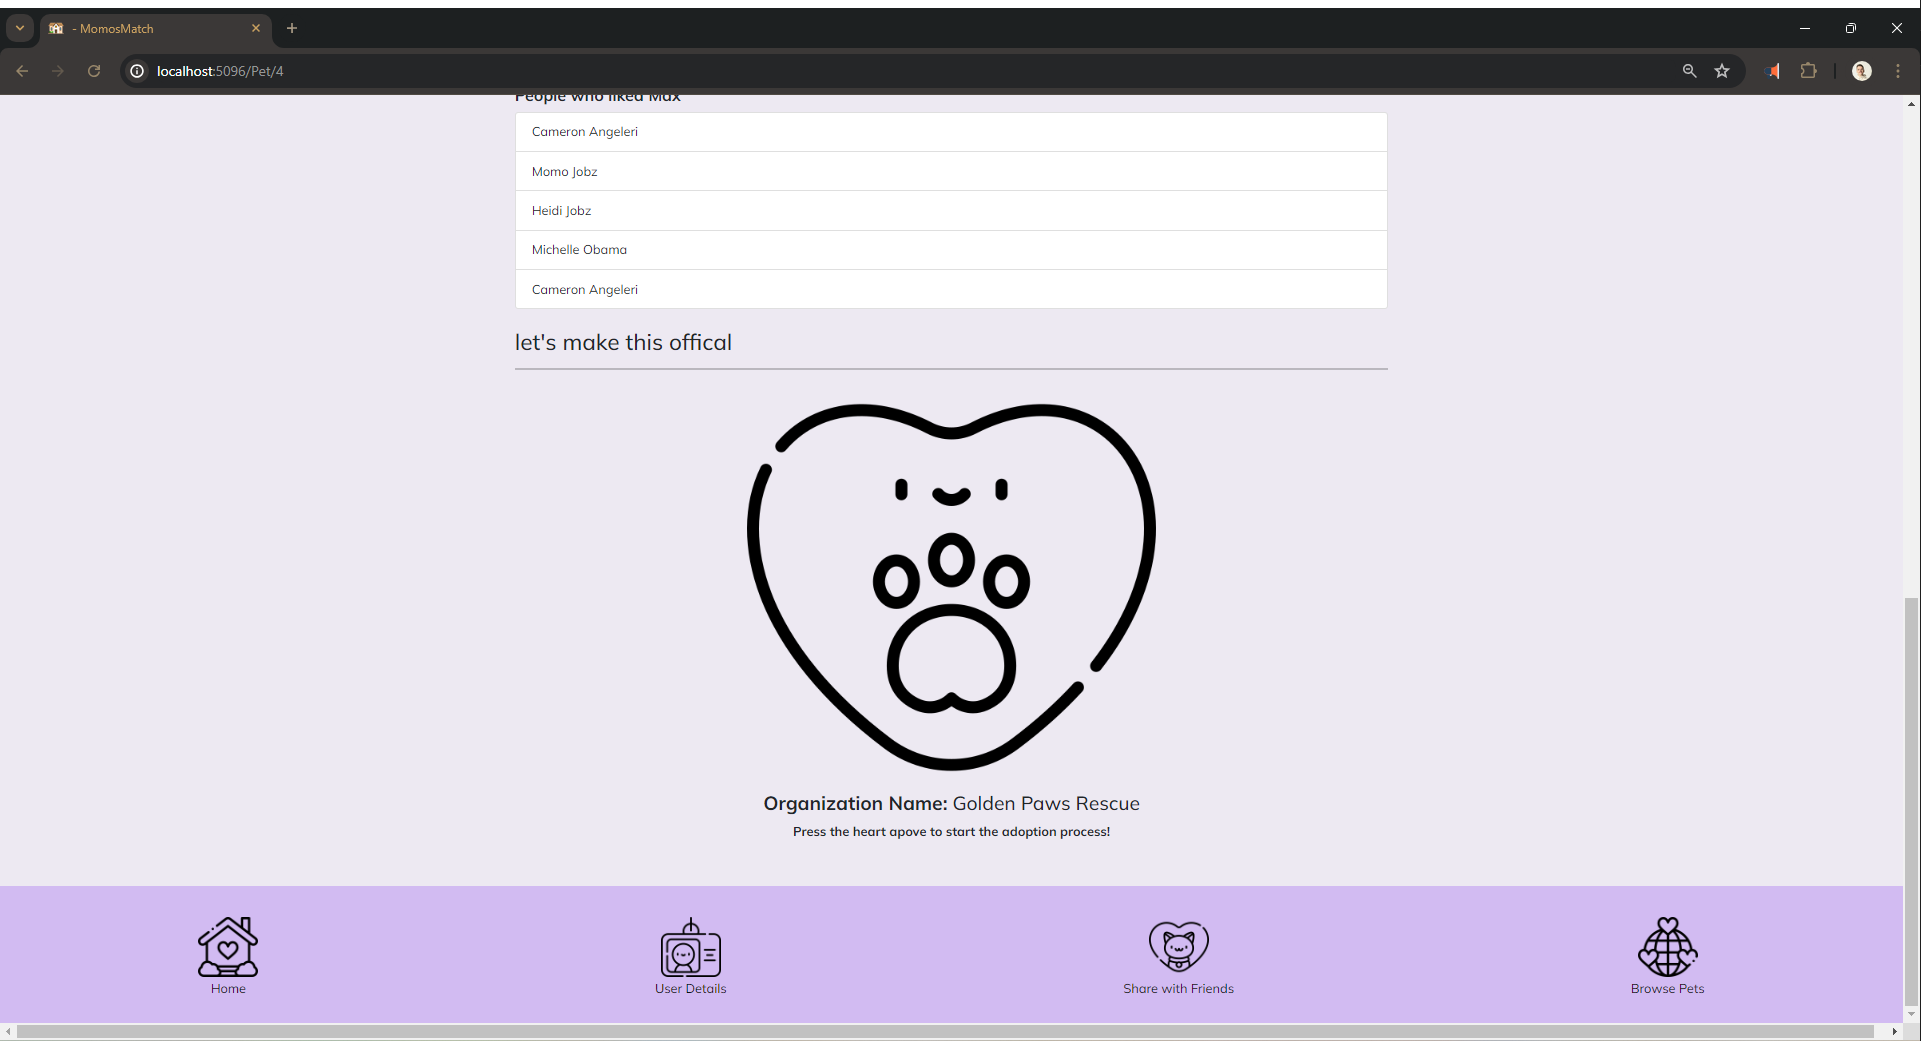 - MomosMatch
localhost:5096/Pet/4
People who liked Max
Cameron Angeleri
Momo Jobz
Heidi Jobz
Michelle Obama
Cameron Angeleri
let's make this offical
Organization Name: Golden Paws Rescue
Press the heart apove to start the adoption process!
Home
User Details
Share with Friends
Browse Pets